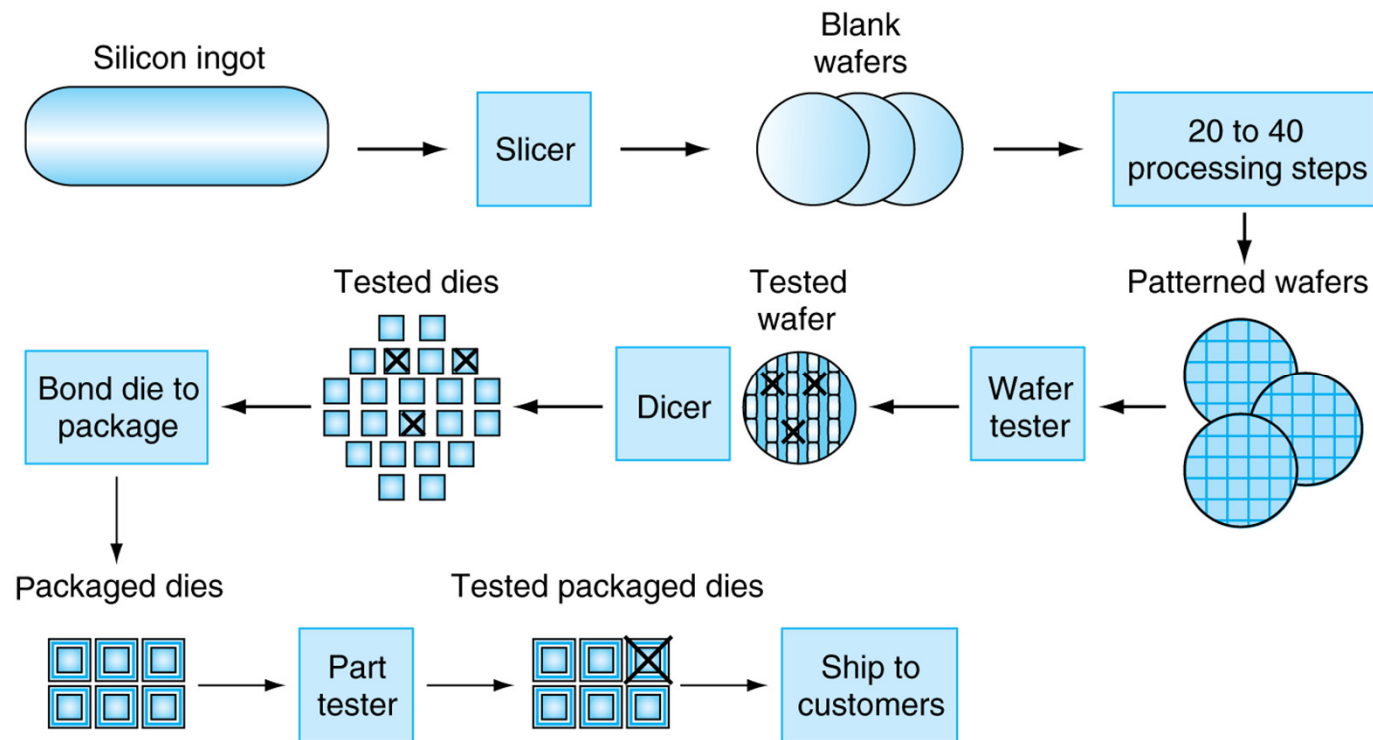 Silicon ingot
Slicer
Blank
wafers
20 to 40
processing steps
Tested dies
Tested
wafer
Patterned wafers
Bond die to
package
Dicer
Wafer
tester
Packaged dies
Tested packaged dies
Part
tester
Ship to
customers